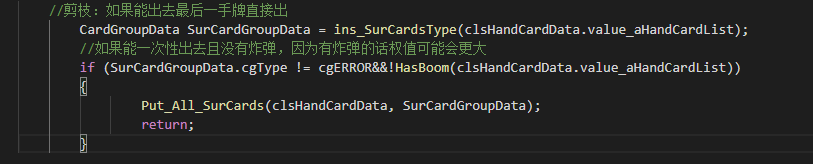 //剪枝：如果能出去最后一手牌直接出
CardGroupData SurCardGroupData = ins_SurCardsType(clsHandCardData.value_aHandCardList);
//如果能一次性出去且没有炸弹，因为有炸弹的话权值可能会更大
if (SurCardGroupData.cgType != cgERROR&&!HasBoom(clsHandCardData.value_aHandCardList))
{
Put_All_SurCards(clsHandCardData, SurCardGroupData);
return;
}